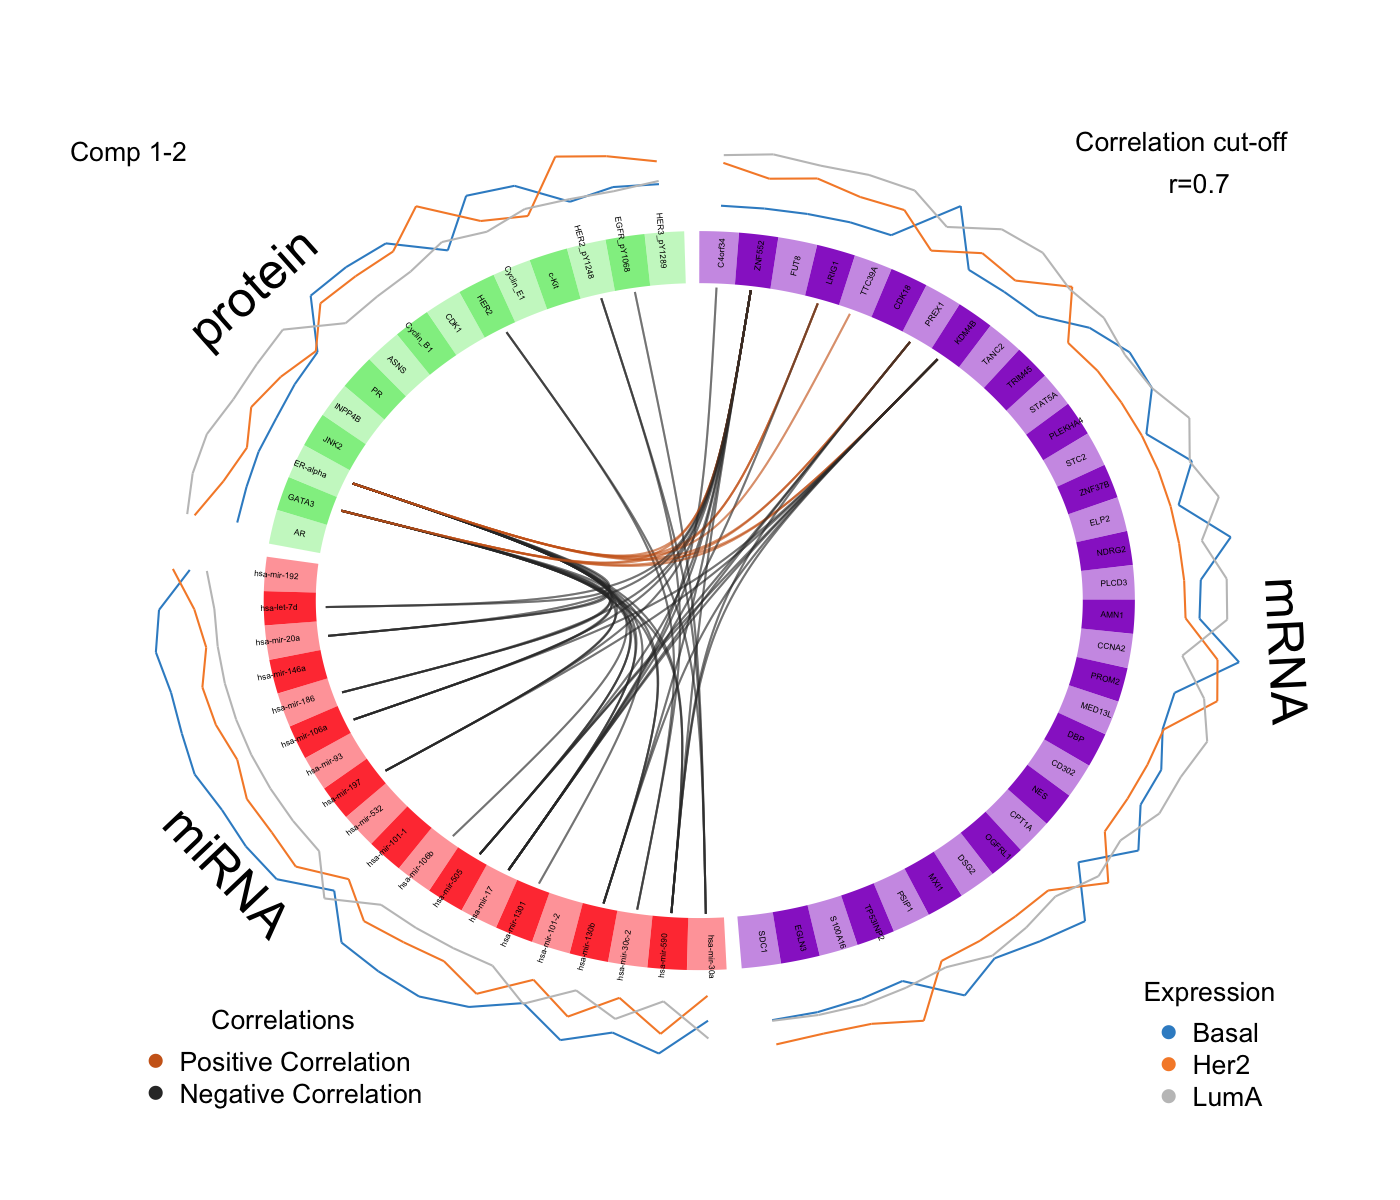 Comp 1-2
Correlation cut-off
r=0.7
protein
HER3_pY1289
EGFR_pY1068
HER2_pY1248
c-Kit
Cyclin_E1
HER2
CDK1
Cyclin_B1
ASNS
PR
INPP4B
JNK2
ER-alpha
GATA3
AR
C4orf34
ZNF552
FUT8
LRIG1
TTC39A
CDK18
PREX1
KDM4B
TANC2
TRIM45
STAT5A
PLEKHA4
STC2
ZNF37B
ELP2
NDRG2
PLCD3
AMN1
CCNA2
PROM2
MED13L
DBP
CD302
NES
CPT1A
OGFRL1
DSG2
MXI1
PSIP1
TP53INP2
S100A16
EGLN3
SDC1
mRNA
hsa-mir-192
hsa-let-7d
hsa-mir-20a
hsa-mir-146a
hsa-mir-186
hsa-mir-106a
hsa-mir-93
hsa-mir-197
hsa-mir-532
hsa-mir-101-1
hsa-mir-106b
hsa-mir-505
hsa-mir-17
hsa-mir-1301
hsa-mir-101-2
hsa-mir-130b
hsa-mir-30c-2
hsa-mir-590
hsa-mir-30a
miRNA
Correlations
Positive Correlation
Negative Correlation
Expression
Basal
Her2
LumA